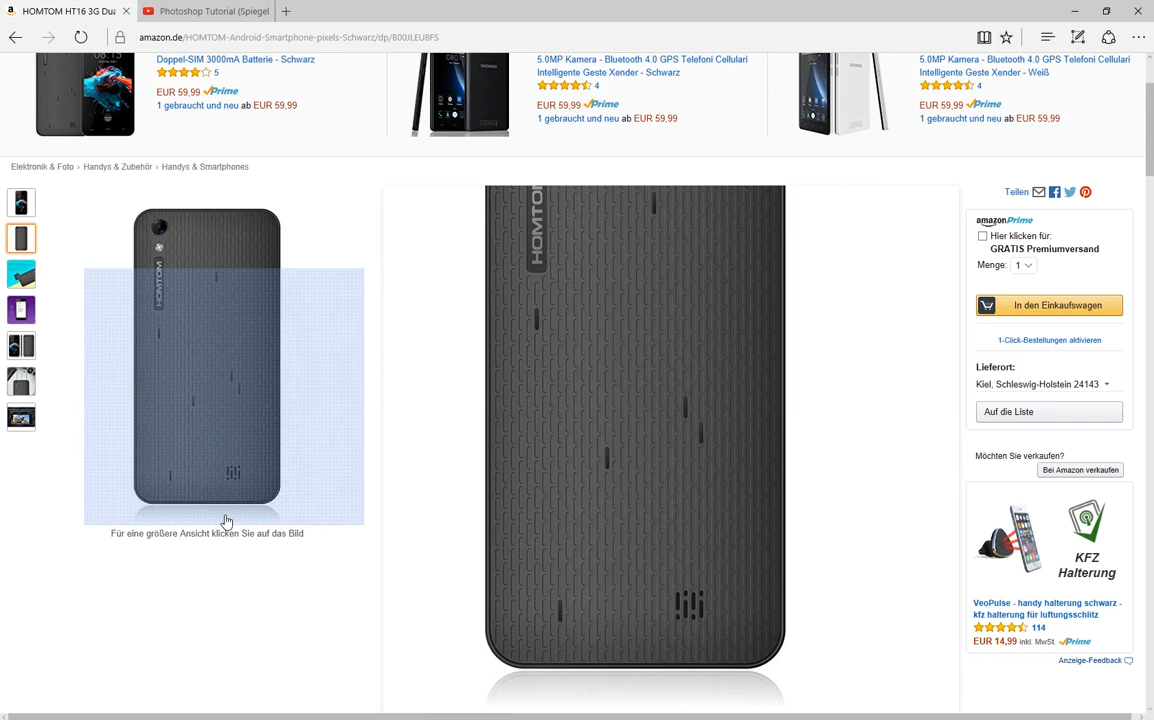 HOMTOM HT16 3G Dua
Photoshop Tutorial (Spiegel
amazon.de/HOMTOM-Android-Smartphone-pixels-Schwarz/dp/B00JLEU8FS
Doppel-SIM 3000mA Batterie - Schwarz
5
EUR 59,99 Prime
1 gebraucht und neu ab EUR 59,99
5.0MP Kamera - Bluetooth 4.0 GPS Telefoni Cellulari
Intelligente Geste Xender - Schwarz
4
EUR 59,99 Prime
1 gebraucht und neu ab EUR 59,99
5.0MP Kamera - Bluetooth 4.0 GPS Telefoni Cellulari
Intelligente Geste Xender - Weiß
4
EUR 59,99 Prime
1 gebraucht und neu ab EUR 59,99
Elektronik & Foto › Handys & Zubehör › Handys & Smartphones
HOMTOM
Für eine größere Ansicht klicken Sie auf das Bild
HOMTO
Teilen
amazonPrime
Hier klicken für:
GRATIS Premiumversand
Menge: 1
In den Einkaufswagen
1-Click-Bestellungen aktivieren
Lieferort:
Kiel, Schleswig-Holstein 24143
Auf die Liste
Möchten Sie verkaufen?
Bei Amazon verkaufen
KFZ
Halterung
VeoPulse - handy halterung schwarz -
kfz halterung für luftungsschlitz
114
EUR 14,99 inkl. MwSt. Prime
Anzeige-Feedback